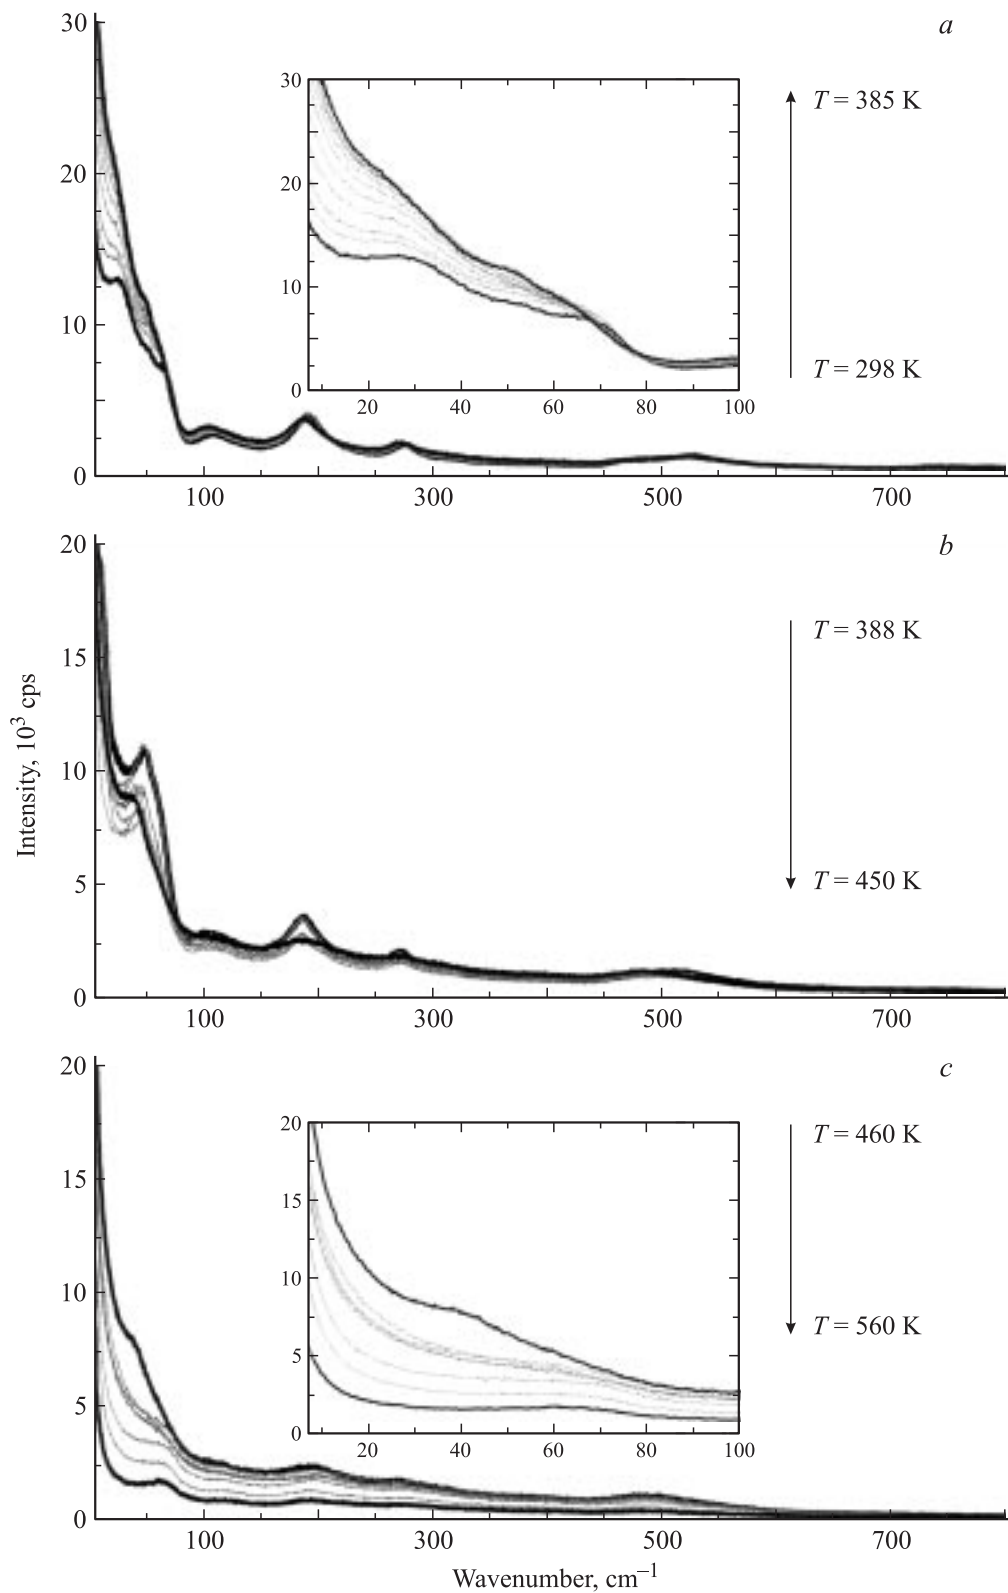 a
30
20
10
0
100 300 500 700
30
20
10
0
20 40 60 80 100
T = 385 K
T = 298 K
b
20
15
10
5
0
100 300 500 700
T = 388 K
T = 450 K
Intensity, 10³ cps
c
20
15
10
5
0
100 300 500 700
20
15
10
5
0
20 40 60 80 100
T = 460 K
T = 560 K
Wavenumber, cm⁻¹